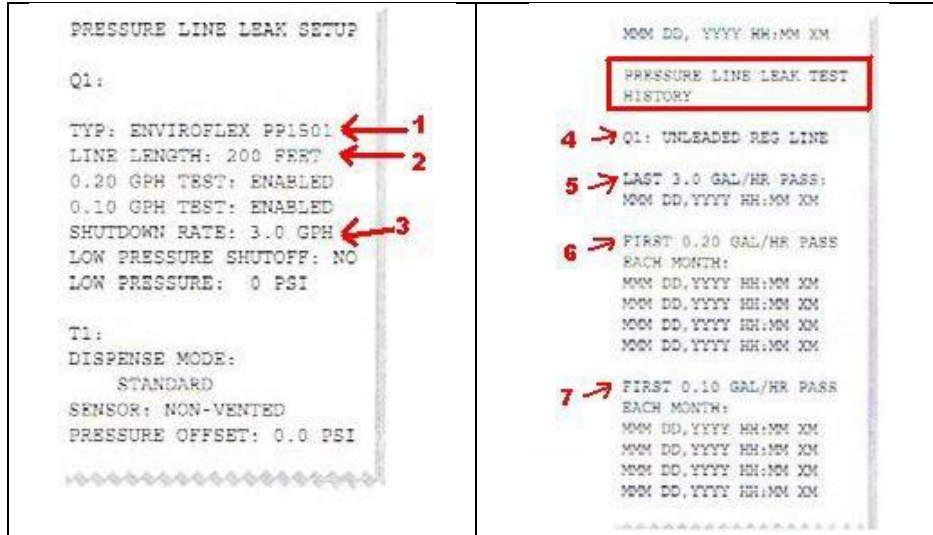 PRESSURE LINE LEAK SETUP
Q1:
TYP: ENVIROFLEX PP1501
1
LINE LENGTH: 200 FEET
2
0.20 GPH TEST: ENABLED
0.10 GPH TEST: ENABLED
SHUTDOWN RATE: 3.0 GPH
3
LOW PRESSURE SHUTOFF: NO
LOW PRESSURE: 0 PSI
T1:
DISPENSE MODE:
STANDARD
SENSOR: NON-VENTED
PRESSURE OFFSET: 0.0 PSI
MMM DD, YYYY HH:MM XM
PRESSURE LINE LEAK TEST
HISTORY
4 Q1: UNLEADED REG LINE
5 LAST 3.0 GAL/HR PASS:
MMM DD,YYYY HH:MM XM
6 FIRST 0.20 GAL/HR PASS
EACH MONTH:
MMM DD,YYYY HH:MM XM
MMM DD,YYYY HH:MM XM
MMM DD,YYYY HH:MM XM
MMM DD,YYYY HH:MM XM
7 FIRST 0.10 GAL/HR PASS
EACH MONTH:
MMM DD,YYYY HH:MM XM
MMM DD,YYYY HH:MM XM
MMM DD,YYYY HH:MM XM
MMM DD,YYYY HH:MM XM